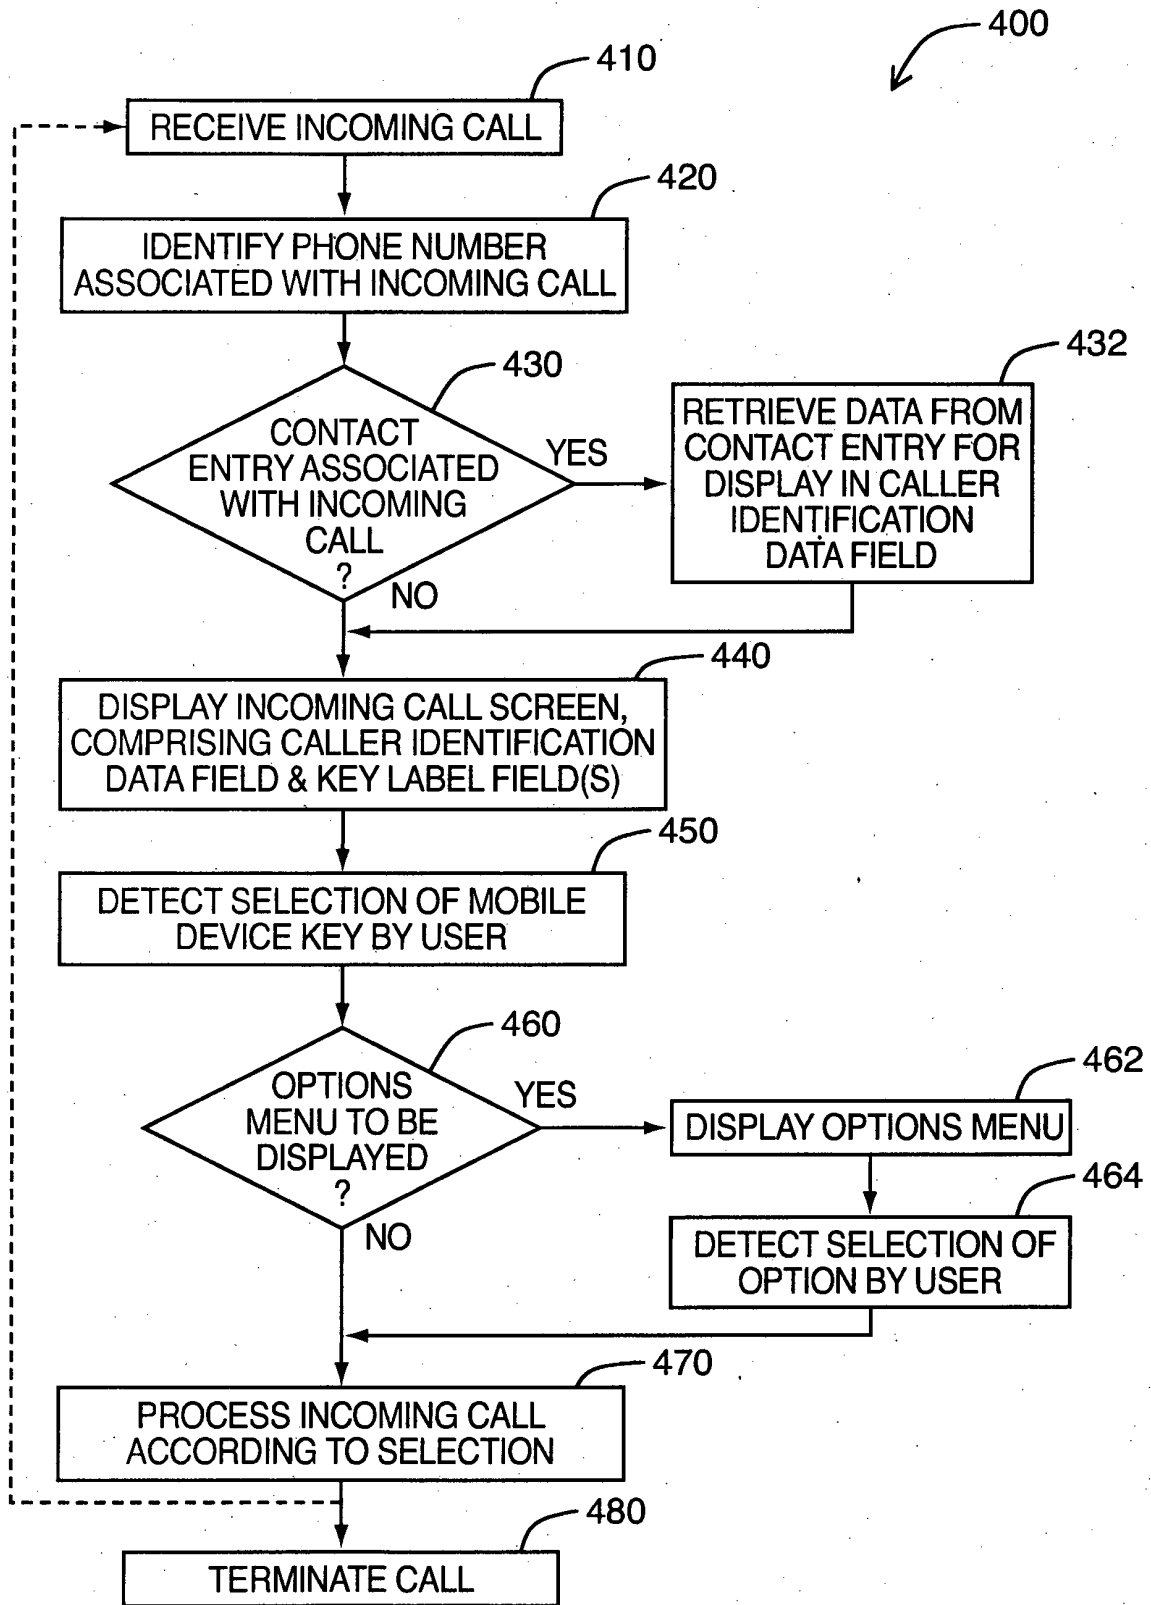 400
410
RECEIVE INCOMING CALL
420
IDENTIFY PHONE NUMBER
ASSOCIATED WITH INCOMING CALL
430
CONTACT
ENTRY ASSOCIATED
WITH INCOMING
CALL
?
YES
NO
432
RETRIEVE DATA FROM
CONTACT ENTRY FOR
DISPLAY IN CALLER
IDENTIFICATION
DATA FIELD
440
DISPLAY INCOMING CALL SCREEN,
COMPRISING CALLER IDENTIFICATION
DATA FIELD & KEY LABEL FIELD(S)
450
DETECT SELECTION OF MOBILE
DEVICE KEY BY USER
460
OPTIONS
MENU TO BE
DISPLAYED
?
YES
NO
462
DISPLAY OPTIONS MENU
464
DETECT SELECTION OF
OPTION BY USER
470
PROCESS INCOMING CALL
ACCORDING TO SELECTION
480
TERMINATE CALL